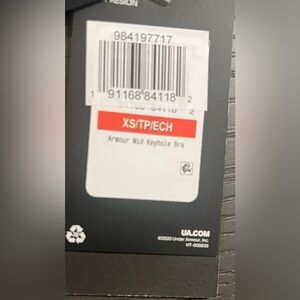 984197717
1 91168 84118 2
XS/TP/ECH
Armour Mid Keyhole Bra
UA.COM
©2020 Under Armour, Inc.